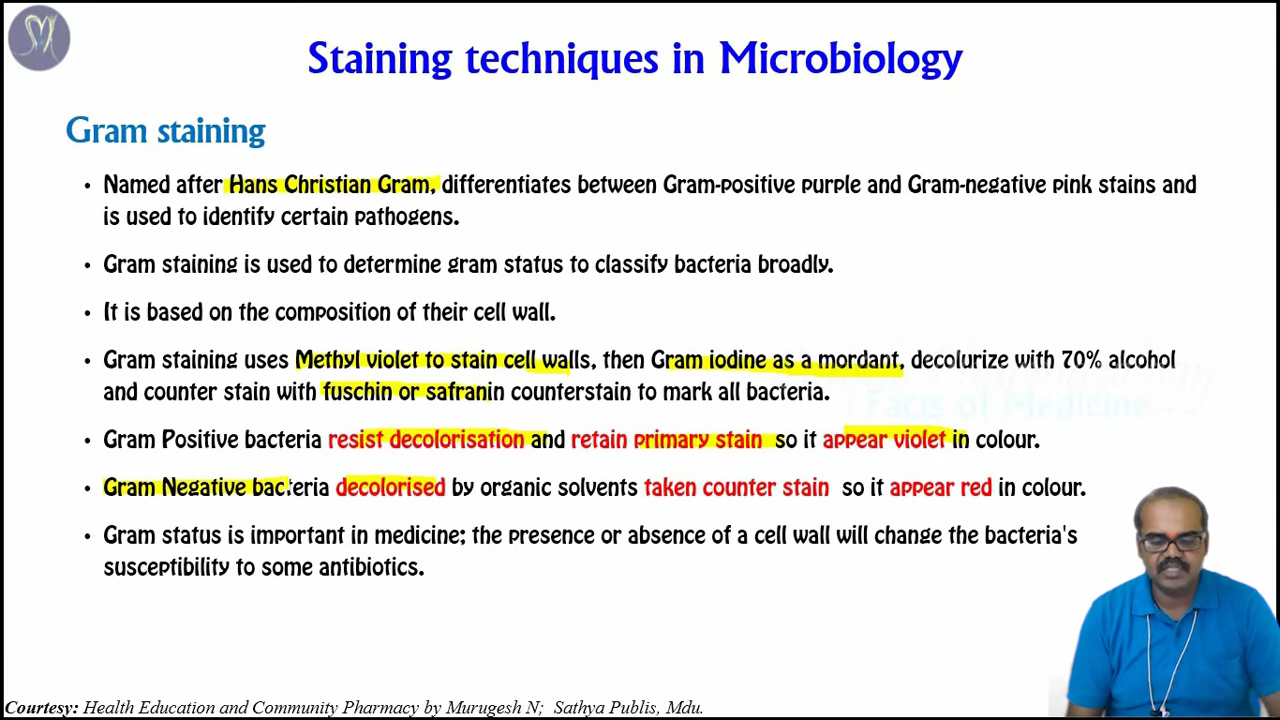 Staining techniques in Microbiology
Gram staining
• Named after Hans Christian Gram, differentiates between Gram-positive purple and Gram-negative pink stains and
is used to identify certain pathogens.
• Gram staining is used to determine gram status to classify bacteria broadly.
• It is based on the composition of their cell wall.
• Gram staining uses Methyl violet to stain cell walls, then Gram iodine as a mordant, decolurize with 70% alcohol
and counter stain with fuschin or safranin counterstain to mark all bacteria.
Facts of Medicine
• Gram Positive bacteria resist decolorisation and retain primary stain so it appear violet in colour.
• Gram Negative bacteria decolorised by organic solvents taken counter stain so it appear red in colour.
• Gram status is important in medicine; the presence or absence of a cell wall will change the bacteria's
susceptibility to some antibiotics.
Courtesy: Health Education and Community Pharmacy by Murugesh N; Sathya Publis, Mdu.